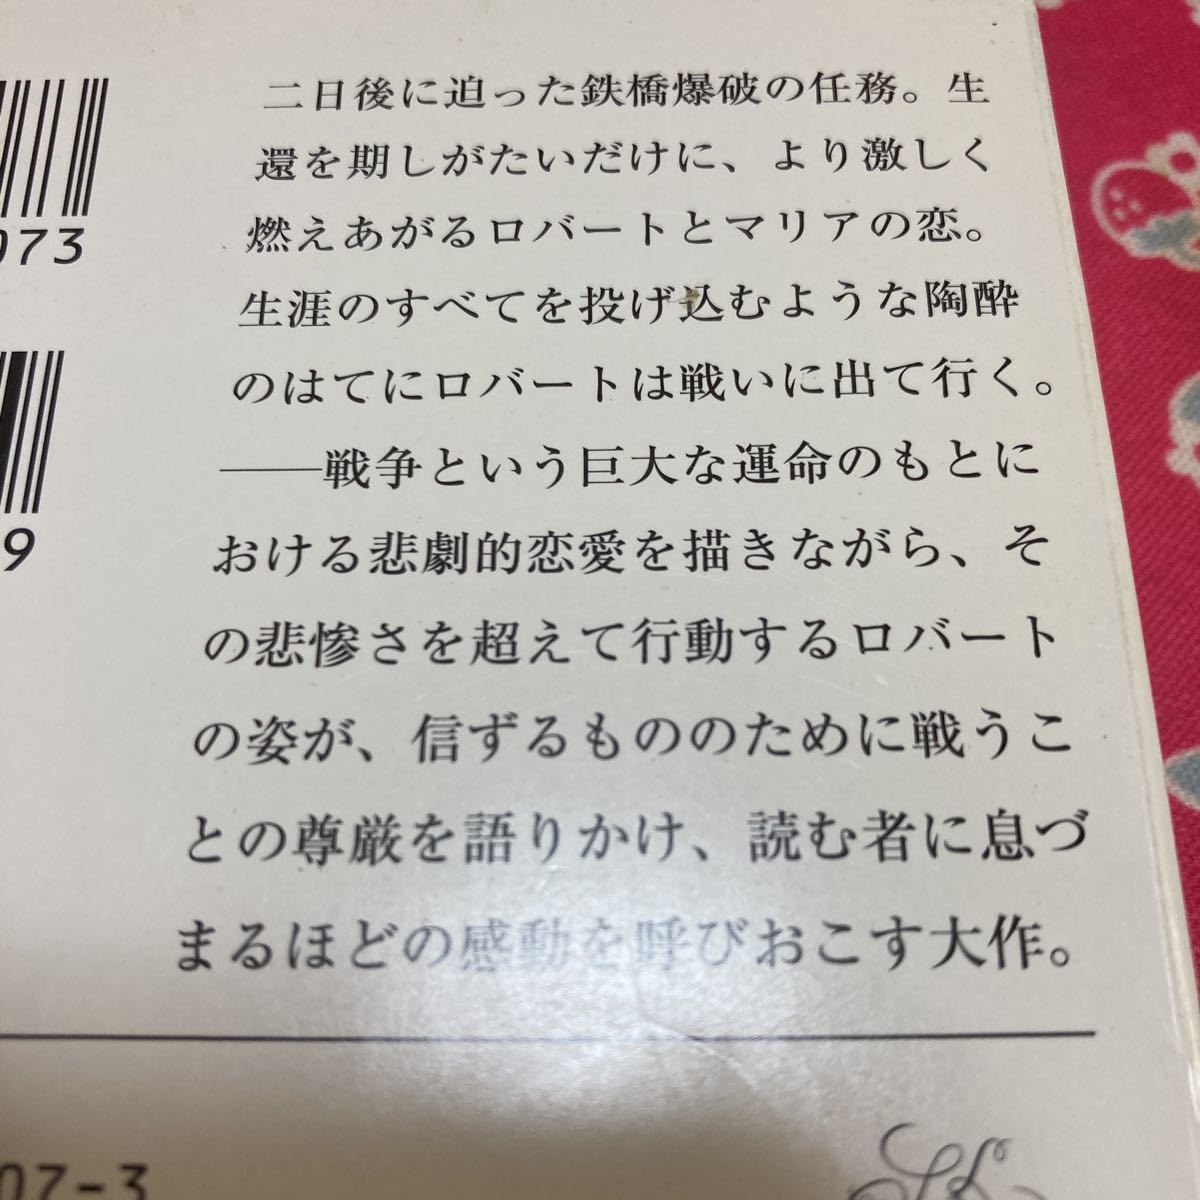 二日後に迫った鉄橋爆破の任務。生
還を期しがたいだけに、より激しく
燃えあがるロバートとマリアの恋。
生涯のすべてを投げ込むような陶酔
のはてにロバートは戦いに出て行く。
――戦争という巨大な運命のもとに
おける悲劇的恋愛を描きながら、そ
の悲惨さを超えて行動するロバート
の姿が、信ずるもののために戦うこ
との尊厳を語りかけ、読む者に息づ
まるほどの感動を呼びおこす大作。
073
9
07-3